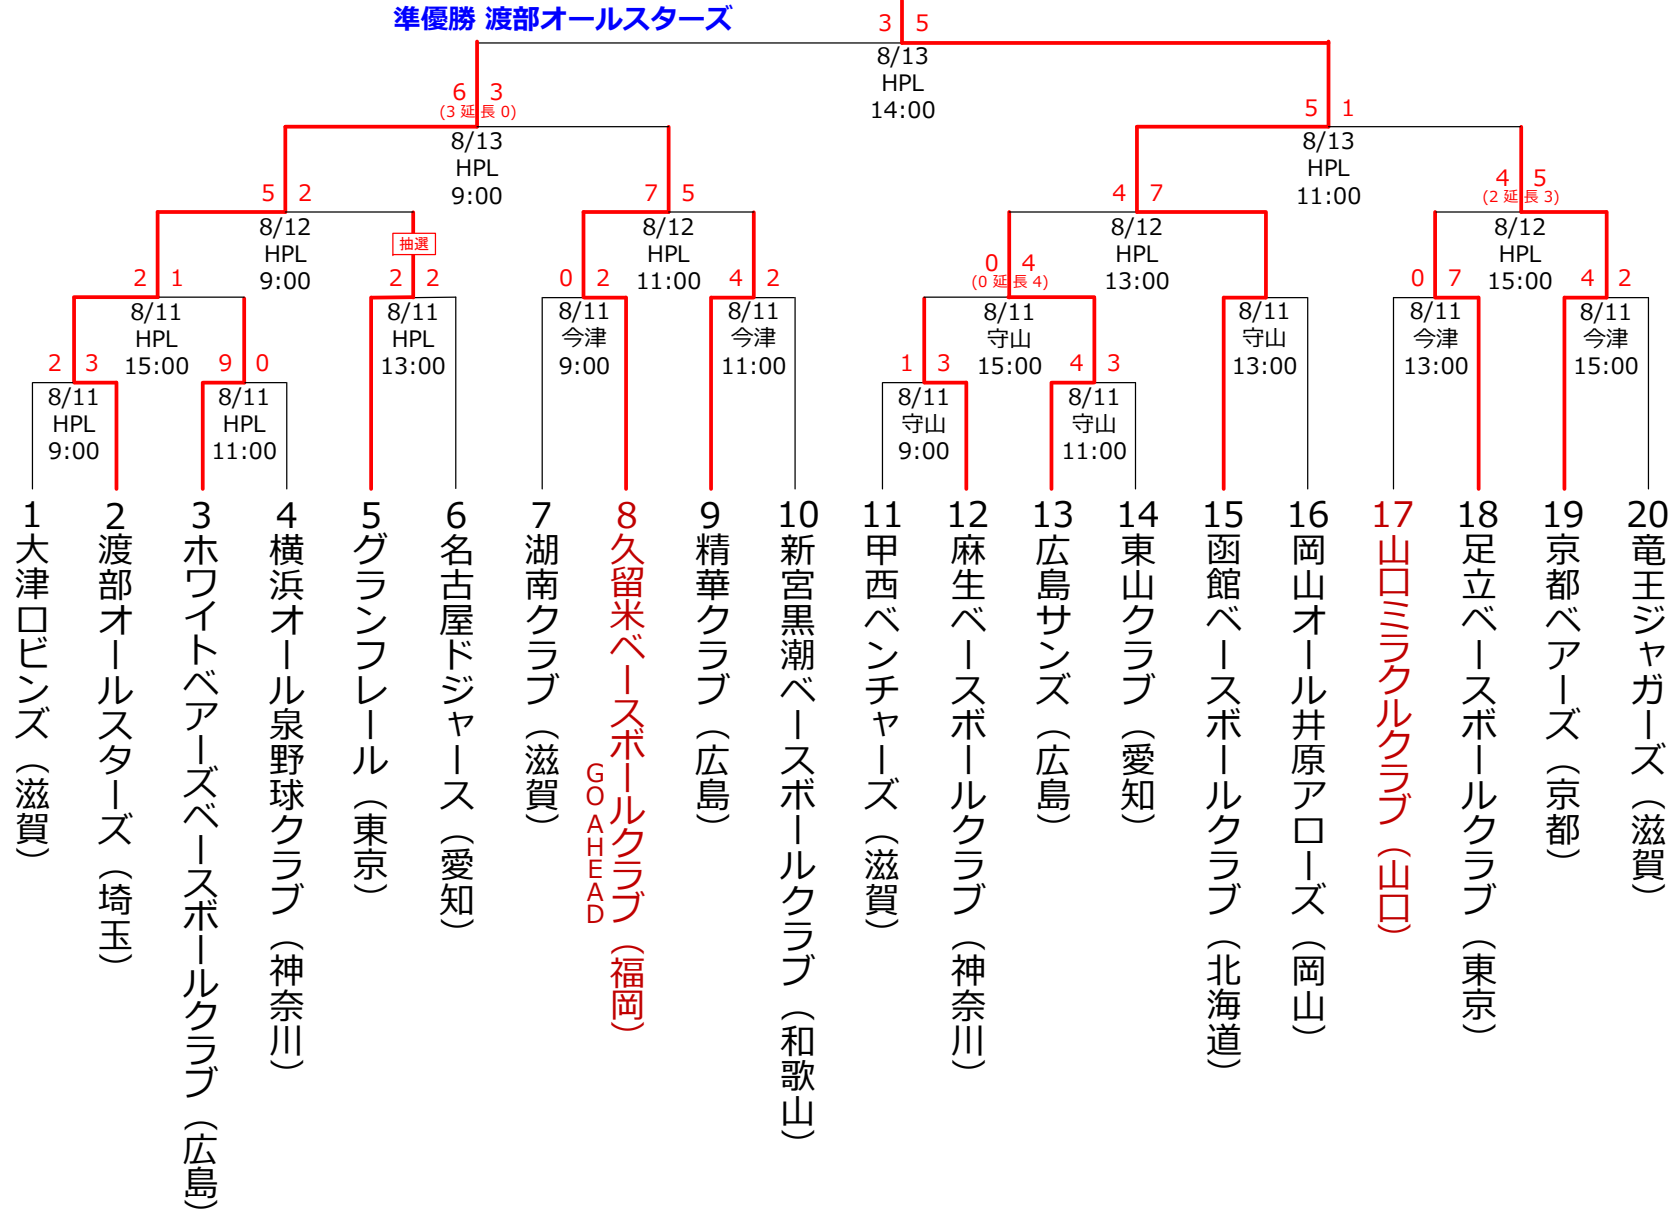 準優勝 渡部オールスターズ
3 5
8/13
HPL
14:00
6 3
(3 延長 0)
8/13
HPL
9:00
5 1
8/13
HPL
11:00
5 2
8/12
HPL
9:00
7 5
8/12
HPL
11:00
4 7
8/12
HPL
13:00
4 5
(2 延長 3)
8/12
HPL
15:00
2 1
8/11
HPL
15:00
抽選
2 2
8/11
HPL
13:00
0 2
8/11
今津
9:00
4 2
8/11
今津
11:00
0 4
(0 延長 4)
8/11
守山
15:00
8/11
守山
13:00
0 7
8/11
今津
13:00
4 2
8/11
今津
15:00
2 3
8/11
HPL
9:00
9 0
8/11
HPL
11:00
1 3
8/11
守山
9:00
4 3
8/11
守山
11:00
1 大津ロビンズ（滋賀）
2 渡部オールスターズ（埼玉）
3 ホワイトベアーズベースボールクラブ（広島）
4 横浜オール泉野球クラブ（神奈川）
5 グランフレール（東京）
6 名古屋ドジャース（愛知）
7 湖南クラブ（滋賀）
8 久留米ベースボールクラブ（福岡）
GO AHEAD
9 精華クラブ（広島）
10 新宮黒潮ベースボールクラブ（和歌山）
11 甲西ベンチャーズ（滋賀）
12 麻生ベースボールクラブ（神奈川）
13 広島サンズ（広島）
14 東山クラブ（愛知）
15 函館ベースボールクラブ（北海道）
16 岡山オール井原アローズ（岡山）
17 山口ミラクルクラブ（山口）
18 足立ベースボールクラブ（東京）
19 京都ベアーズ（京都）
20 竜王ジャガーズ（滋賀）